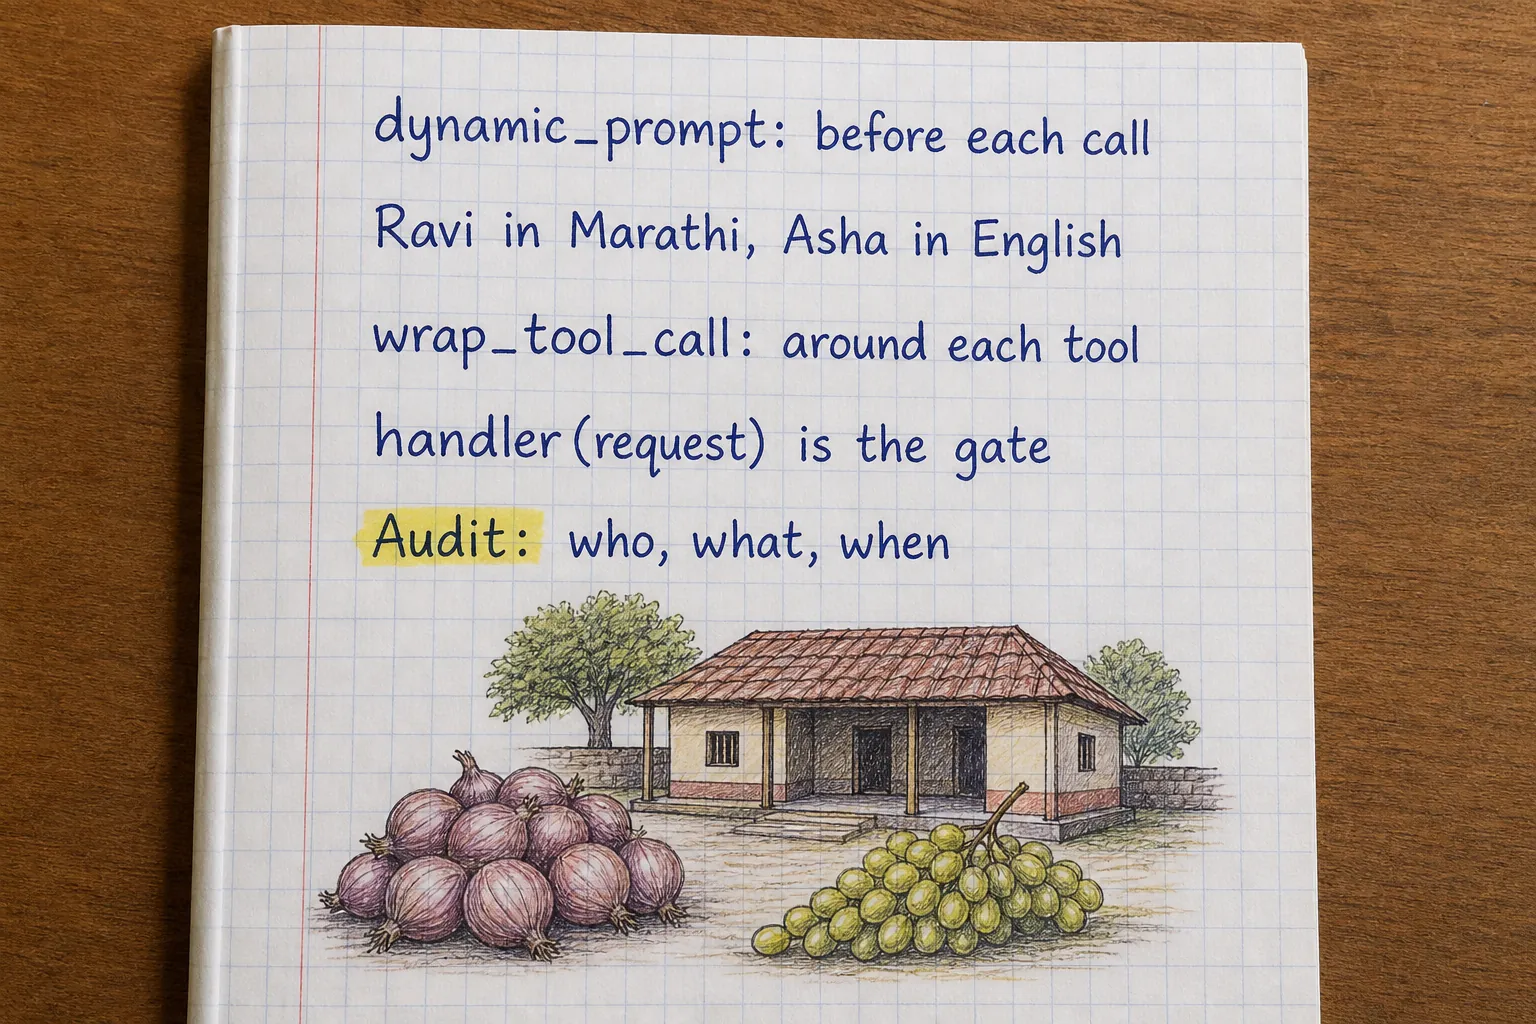 dynamic_prompt: before each call
Ravi in Marathi, Asha in English
wrap_tool_call: around each tool
handler(request) is the gate
Audit: who, what, when